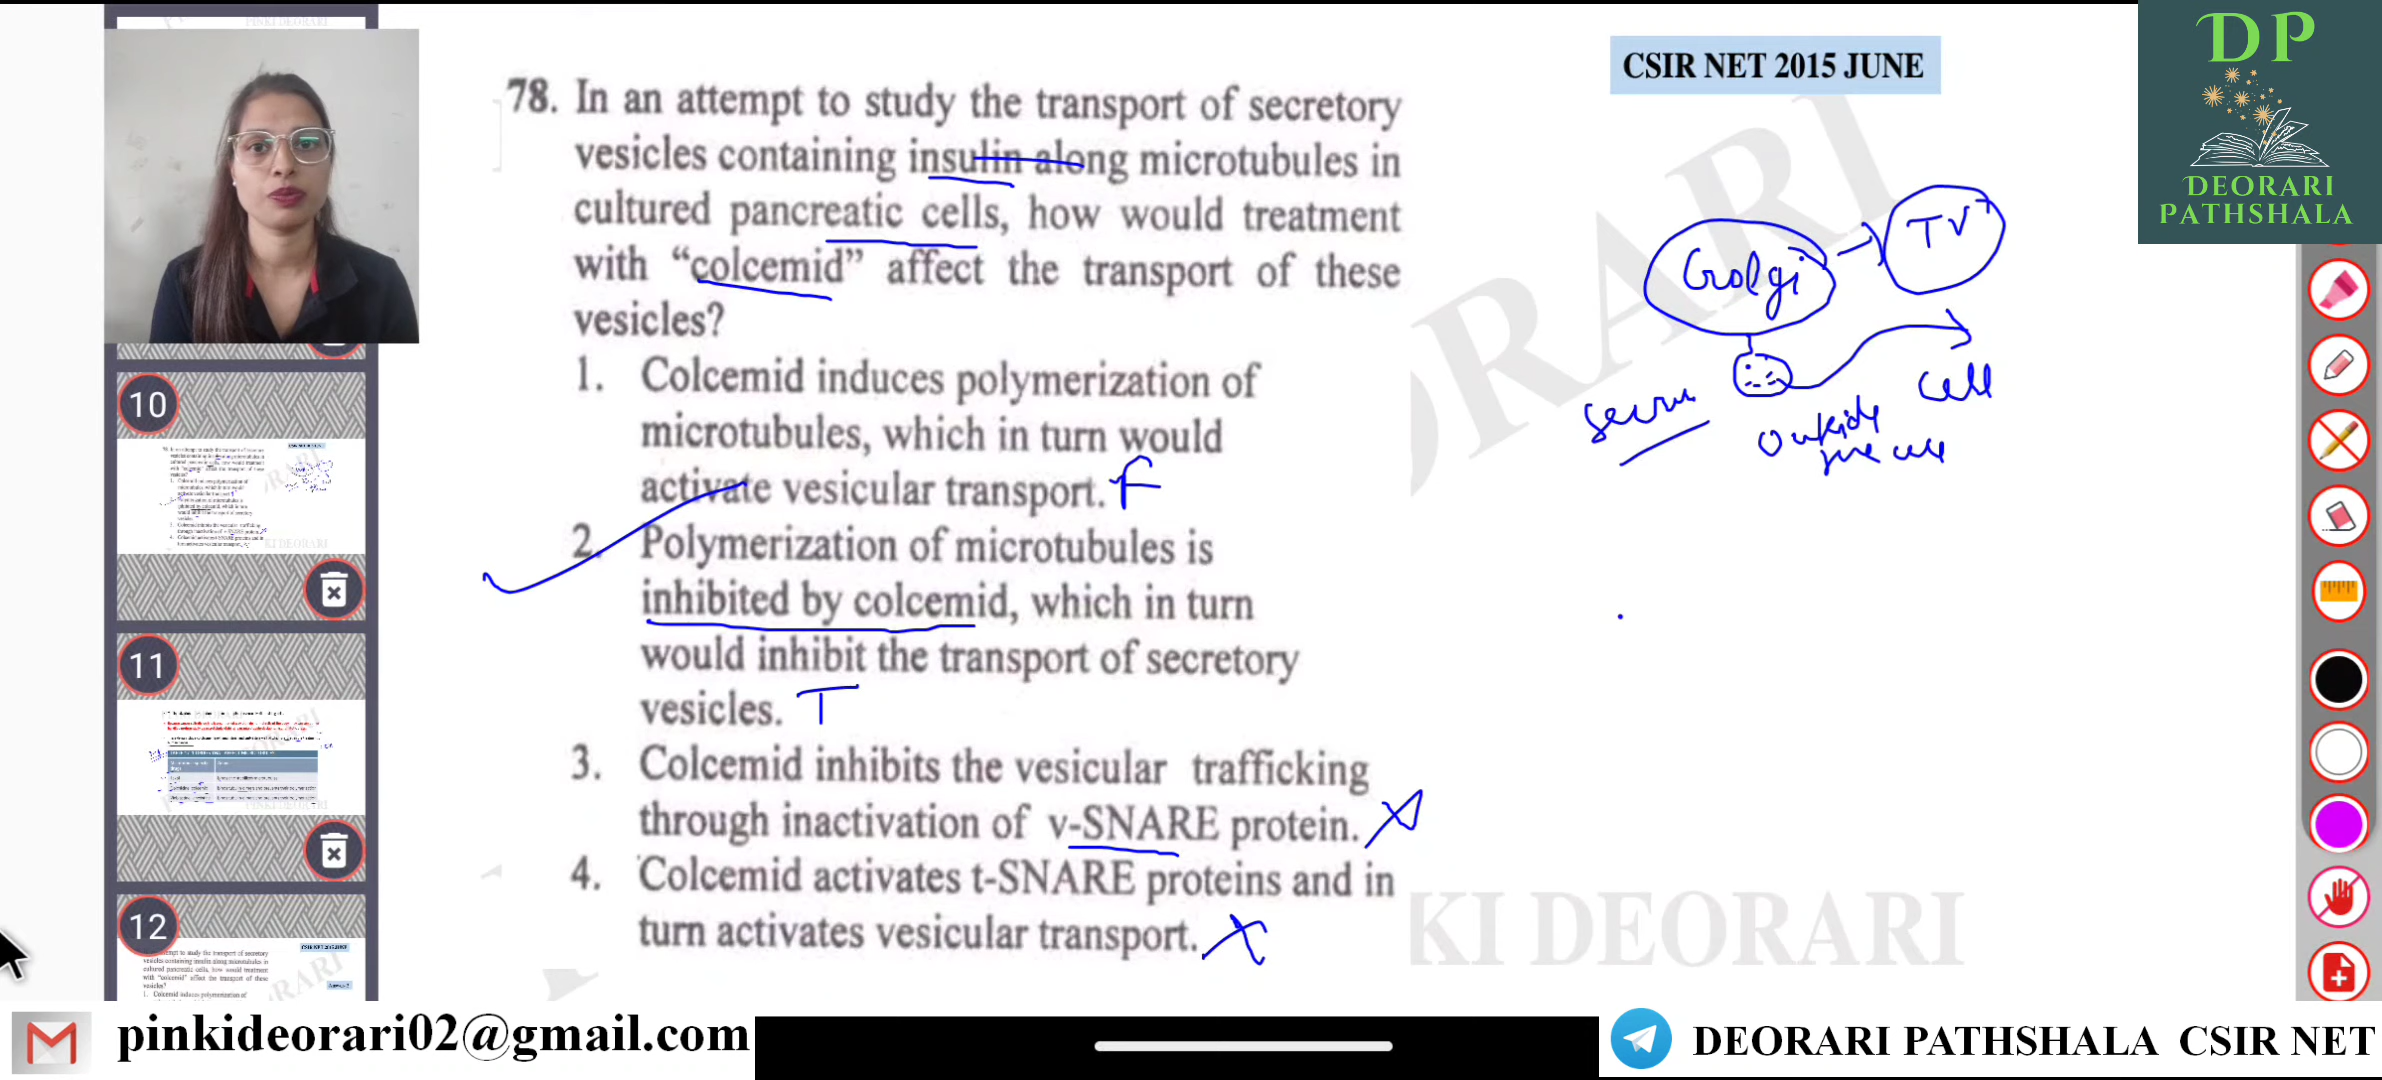 CSIR NET 2015 JUNE
DP
DEORARI
PATHSHALA
78. In an attempt to study the transport of secretory
vesicles containing insulin along microtubules in
cultured pancreatic cells, how would treatment
with “colcemid” affect the transport of these
vesicles?
1. Colcemid induces polymerization of
microtubules, which in turn would
activate vesicular transport. F
2. Polymerization of microtubules is
inhibited by colcemid, which in turn
would inhibit the transport of secretory
vesicles. T
3. Colcemid inhibits the vesicular trafficking
through inactivation of v-SNARE protein.
4. Colcemid activates t-SNARE proteins and in
turn activates vesicular transport.
Golgi
TV
cell
outside
10
11
12
KI DEORARI
pinkideorari02@gmail.com
DEORARI PATHSHALA CSIR NET